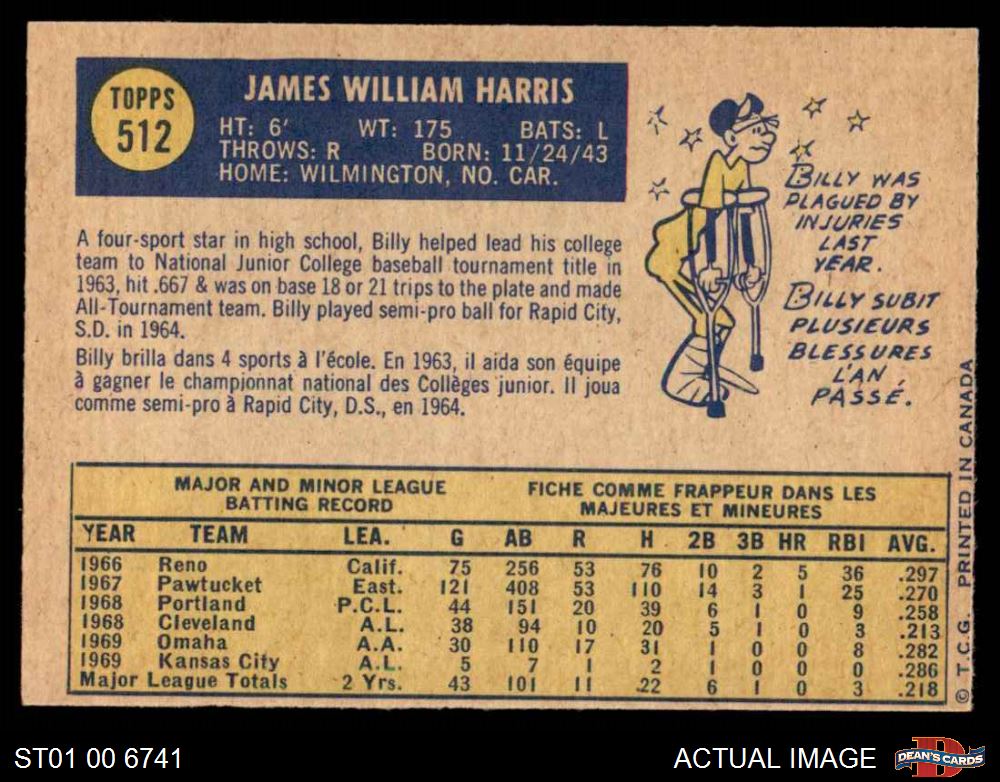 TOPPS
512
JAMES WILLIAM HARRIS
HT: 6' WT: 175 BATS: L
THROWS: R BORN: 11/24/43
HOME: WILMINGTON, NO. CAR.
A four-sport star in high school, Billy helped lead his college
team to National Junior College baseball tournament title in
1963, hit .667 & was on base 18 or 21 trips to the plate and made
All-Tournament team. Billy played semi-pro ball for Rapid City,
S.D. in 1964.
Billy brilla dans 4 sports à l'école. En 1963, il aida son équipe
à gagner le championnat national des Collèges junior. Il joua
comme semi-pro à Rapid City, D.S., en 1964.
BILLY WAS
PLAGUED BY
INJURIES
LAST
YEAR.
BILLY SUBIT
PLUSIEURS
BLESSURES
L'AN
PASSÉ.
MAJOR AND MINOR LEAGUE
BATTING RECORD
FICHE COMME FRAPPEUR DANS LES
MAJEURES ET MINEURES
YEAR TEAM LEA. G AB R H 2B 3B HR RBI AVG.
1966 Reno Calif. 75 256 53 76 10 2 5 36 .297
1967 Pawtucket East. 121 408 53 110 14 3 1 25 .270
1968 Portland P.C.L. 44 151 20 39 6 1 0 9 .258
1968 Cleveland A.L. 38 94 10 20 5 1 0 3 .213
1969 Omaha A.A. 30 110 17 31 1 0 0 8 .282
1969 Kansas City A.L. 5 7 1 2 1 0 0 0 .286
Major League Totals 2 Yrs. 43 101 11 22 6 1 0 3 .218
© T.C.G. PRINTED IN CANADA
ST01 00 6741
ACTUAL IMAGE
DEAN'S CARDS